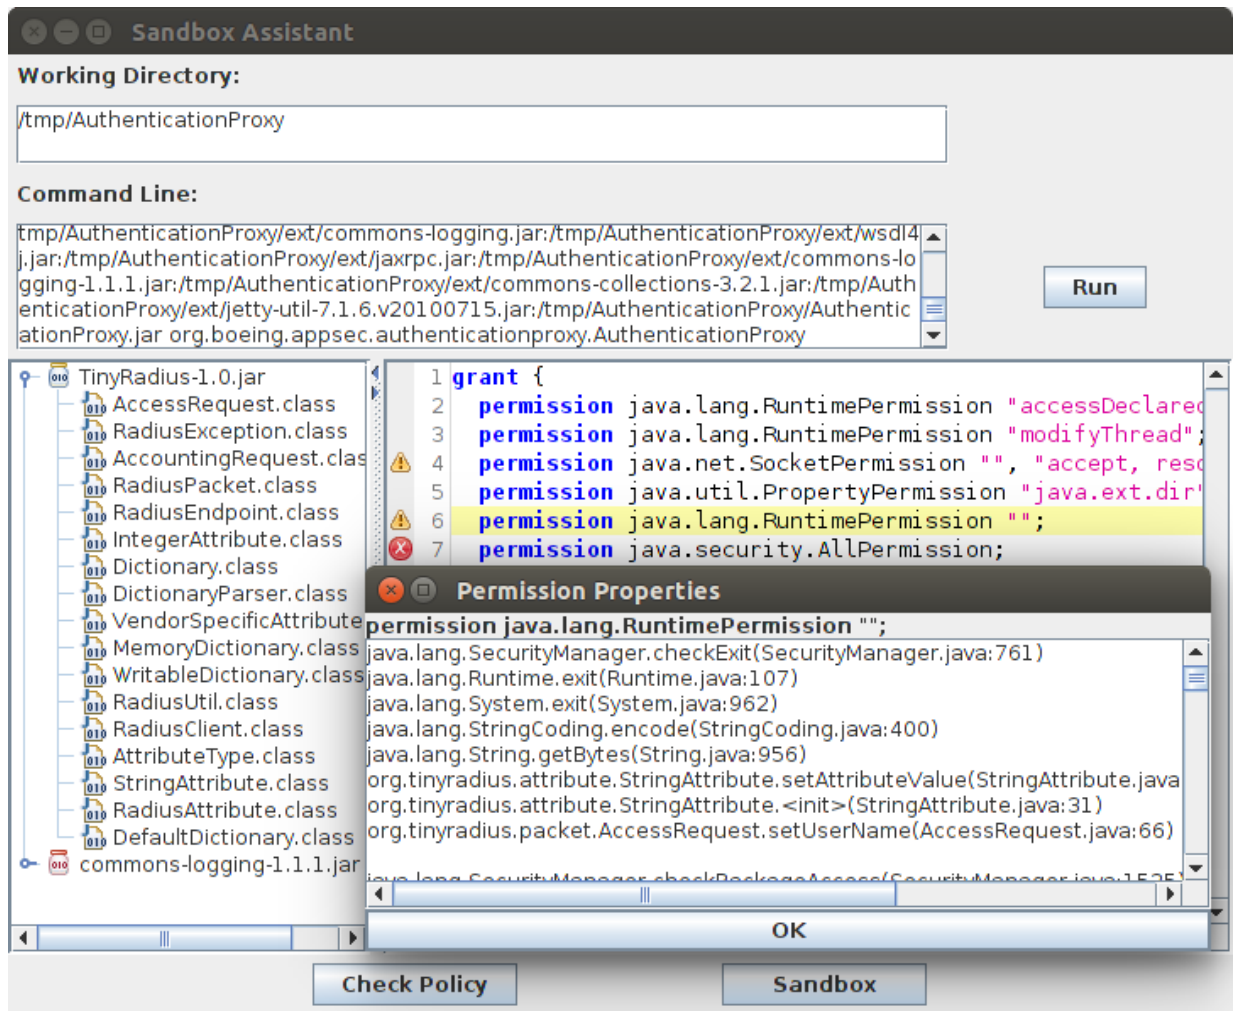 Sandbox Assistant
Working Directory:
/tmp/AuthenticationProxy
Command Line:
tmp/AuthenticationProxy/ext/commons-logging.jar:/tmp/AuthenticationProxy/ext/wsdl4
j.jar:/tmp/AuthenticationProxy/ext/jaxrpc.jar:/tmp/AuthenticationProxy/ext/commons-lo
gging-1.1.1.jar:/tmp/AuthenticationProxy/ext/commons-collections-3.2.1.jar:/tmp/Auth
enticationProxy/ext/jetty-util-7.1.6.v20100715.jar:/tmp/AuthenticationProxy/Authentic
ationProxy.jar org.boeing.appsec.authenticationproxy.AuthenticationProxy
Run
TinyRadius-1.0.jar
AccessRequest.class
RadiusException.class
AccountingRequest.clas
RadiusPacket.class
RadiusEndpoint.class
IntegerAttribute.class
Dictionary.class
DictionaryParser.class
VendorSpecificAttribute
MemoryDictionary.class
WritableDictionary.class
RadiusUtil.class
RadiusClient.class
AttributeType.class
StringAttribute.class
RadiusAttribute.class
DefaultDictionary.class
commons-logging-1.1.1.jar
1 grant {
2 permission java.lang.RuntimePermission "accessDeclared
3 permission java.lang.RuntimePermission "modifyThread";
4 permission java.net.SocketPermission "", "accept, reso
5 permission java.util.PropertyPermission "java.ext.dir"
6 permission java.lang.RuntimePermission "";
7 permission java.security.AllPermission;
Permission Properties
permission java.lang.RuntimePermission "";
java.lang.SecurityManager.checkExit(SecurityManager.java:761)
java.lang.Runtime.exit(Runtime.java:107)
java.lang.System.exit(System.java:962)
java.lang.StringCoding.encode(StringCoding.java:400)
java.lang.String.getBytes(String.java:956)
org.tinyradius.attribute.StringAttribute.setAttributeValue(StringAttribute.java
org.tinyradius.attribute.StringAttribute.<init>(StringAttribute.java:31)
org.tinyradius.packet.AccessRequest.setUserName(AccessRequest.java:66)
java.lang.SecurityManager.checkPackageAccess(SecurityManager.java:1525)
OK
Check Policy
Sandbox